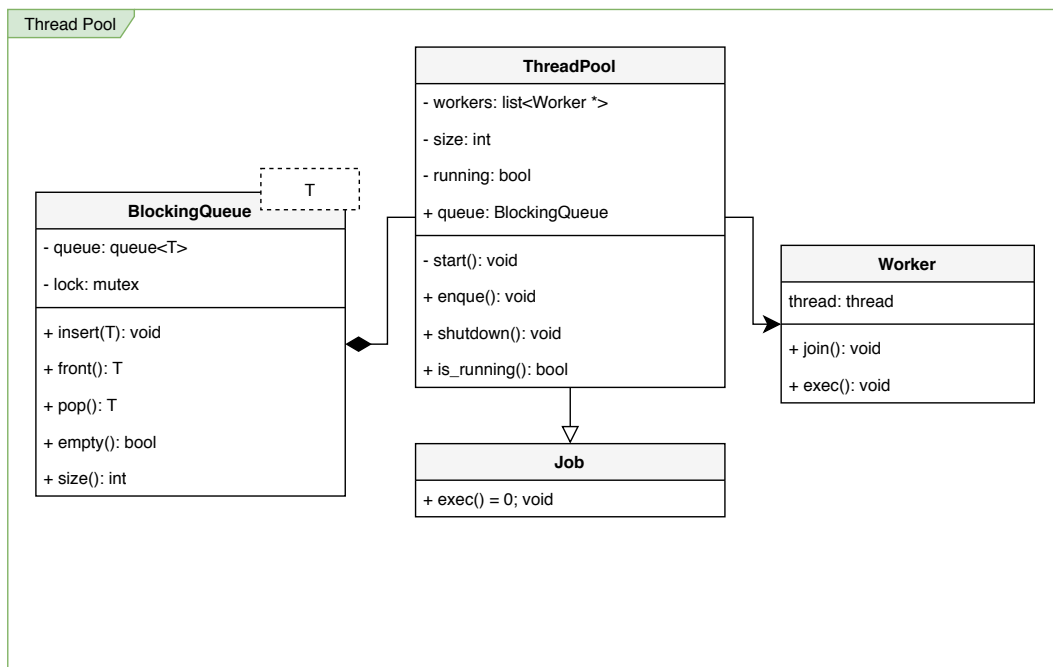 Thread Pool
ThreadPool
- workers: list<Worker *>
- size: int
- running: bool
+ queue: BlockingQueue
- start(): void
+ enque(): void
+ shutdown(): void
+ is_running(): bool
T
BlockingQueue
- queue: queue<T>
- lock: mutex
+ insert(T): void
+ front(): T
+ pop(): T
+ empty(): bool
+ size(): int
Worker
thread: thread
+ join(): void
+ exec(): void
Job
+ exec() = 0; void